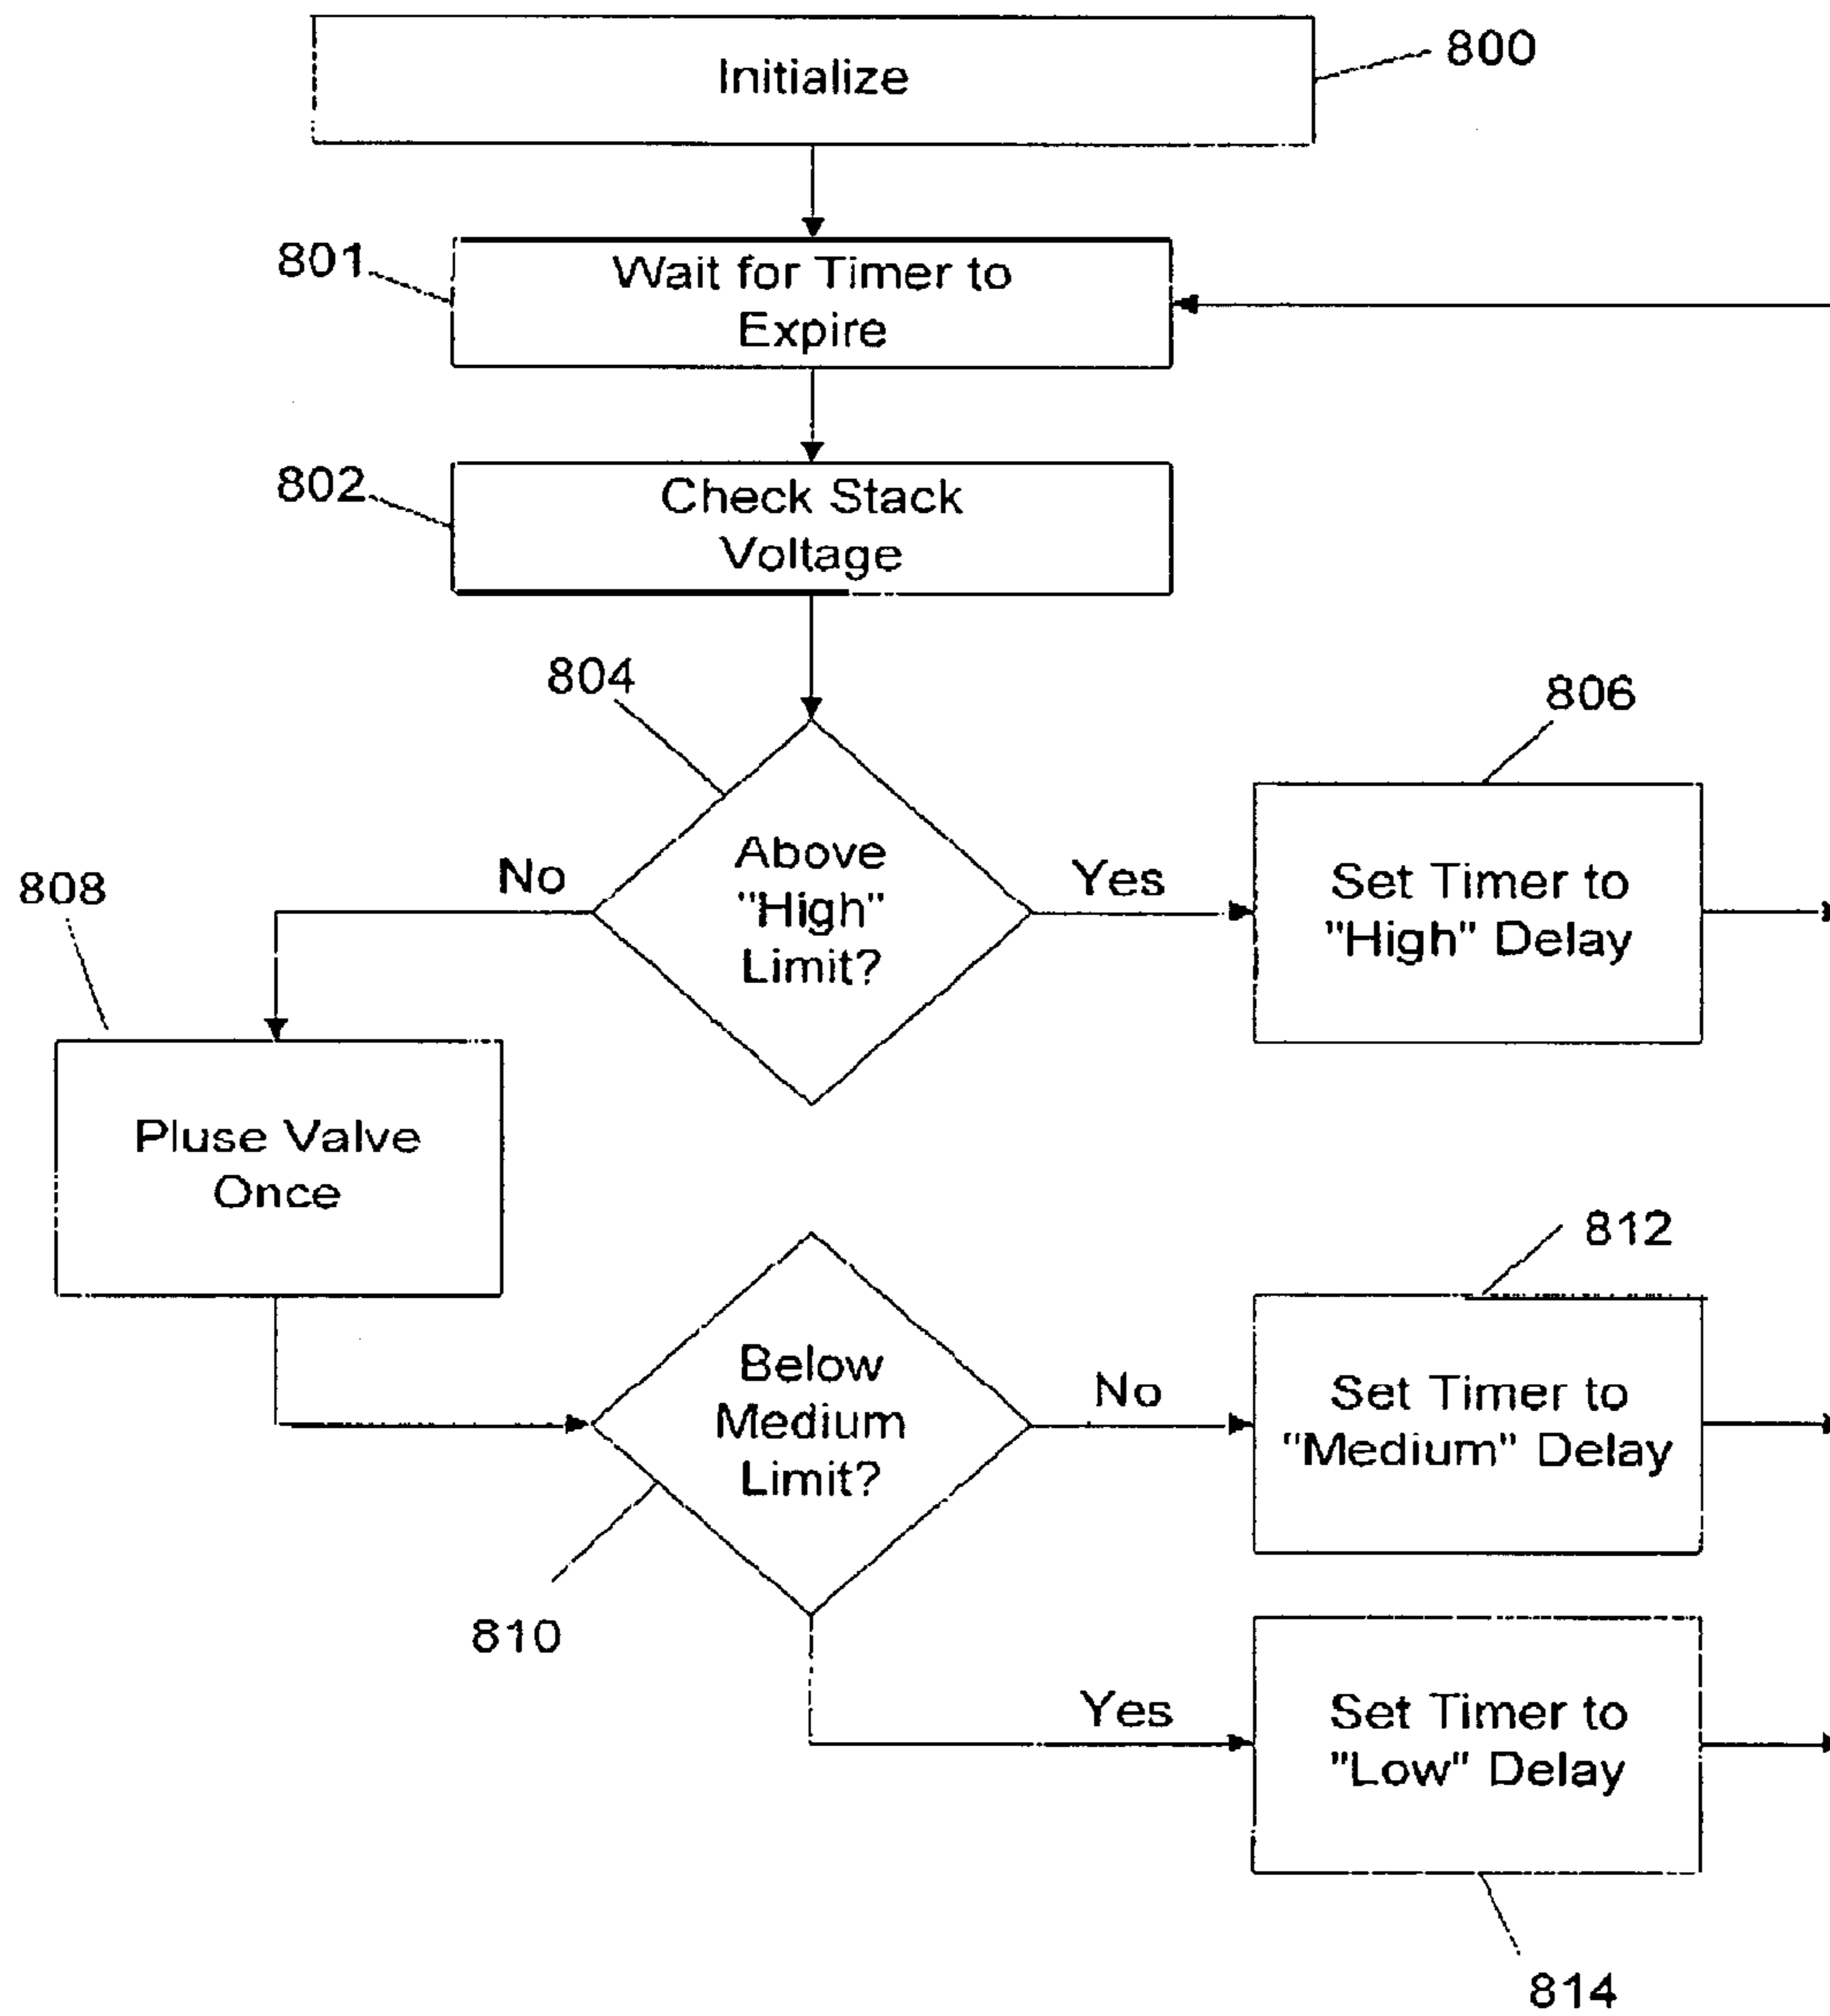 Initialize
800
801
Wait for Timer to
Expire
802
Check Stack
Voltage
804
806
Above
"High"
Limit?
No
Yes
Set Timer to
"High" Delay
808
Pluse Valve
Once
812
Below
Medium
Limit?
No
Set Timer to
"Medium" Delay
810
Yes
Set Timer to
"Low" Delay
814